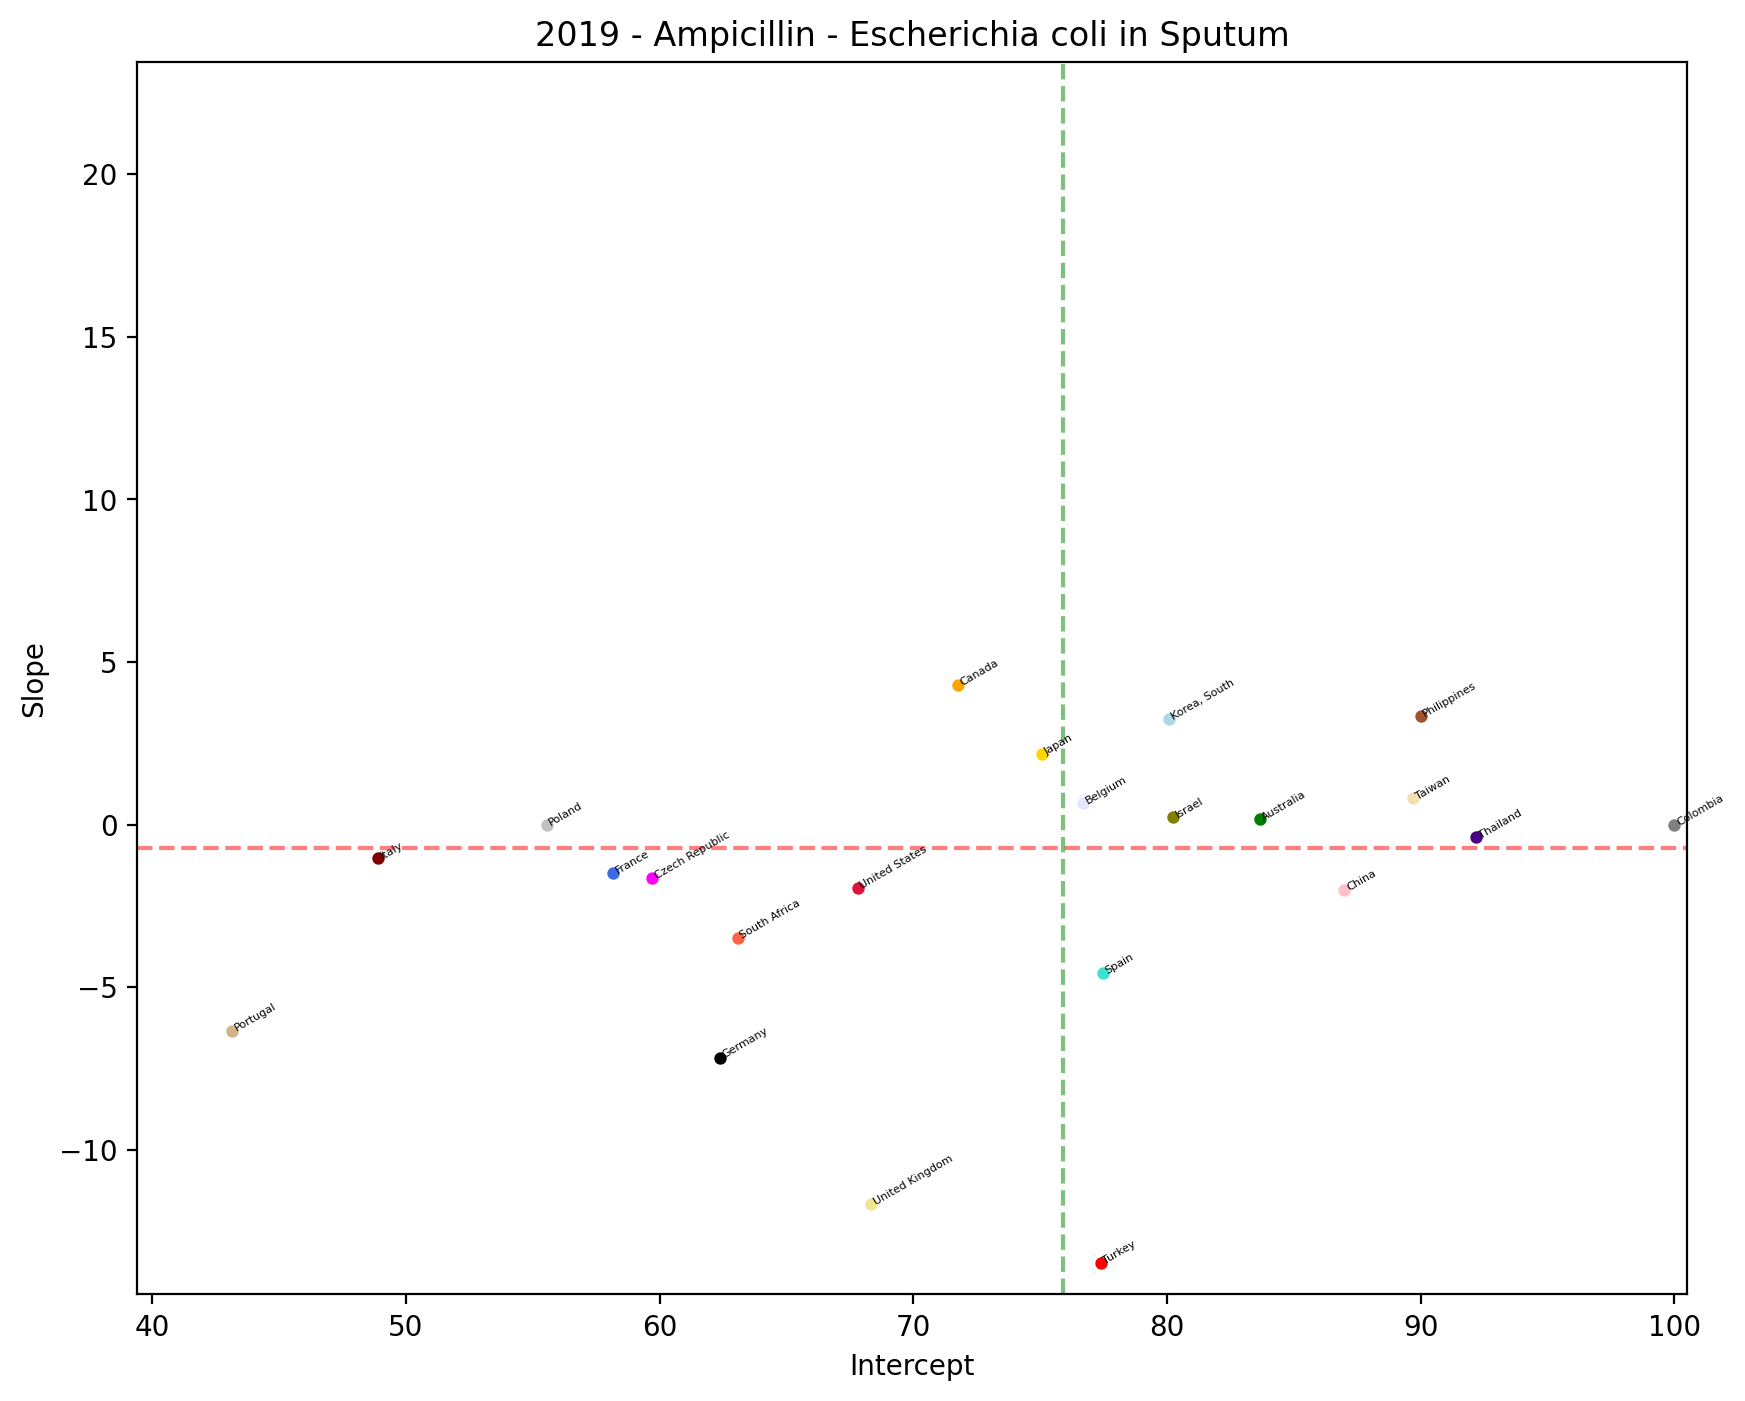 2019 - Ampicillin - Escherichia coli in Sputum
Slope
20
15
10
5
0
−5
−10
Canada
Korea, South
Philippines
Japan
Belgium
Taiwan
Poland
Israel
Australia
Thailand
Colombia
Italy
France
Czech Republic
United States
China
South Africa
Spain
Portugal
Germany
United Kingdom
Turkey
40 50 60 70 80 90 100
Intercept